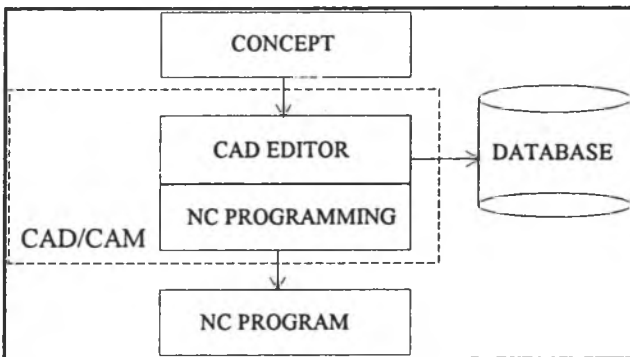 CONCEPT
CAD EDITOR
DATABASE
NC PROGRAMMING
CAD/CAM
NC PROGRAM